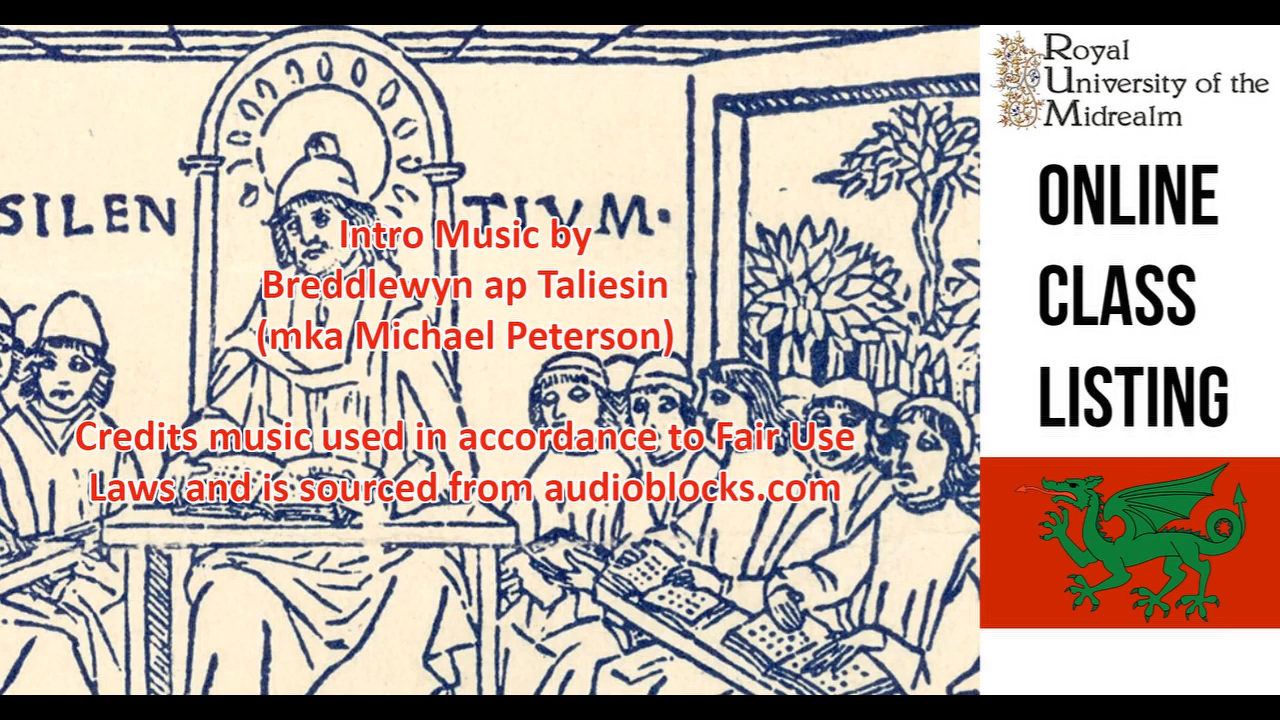 SILEN TIVM.
Intro Music by
Breddlewyn ap Taliesin
(mka Michael Peterson)
Credits music used in accordance to Fair Use
Laws and is sourced from audioblocks.com
Royal
University of the
Midrealm
ONLINE
CLASS
LISTING